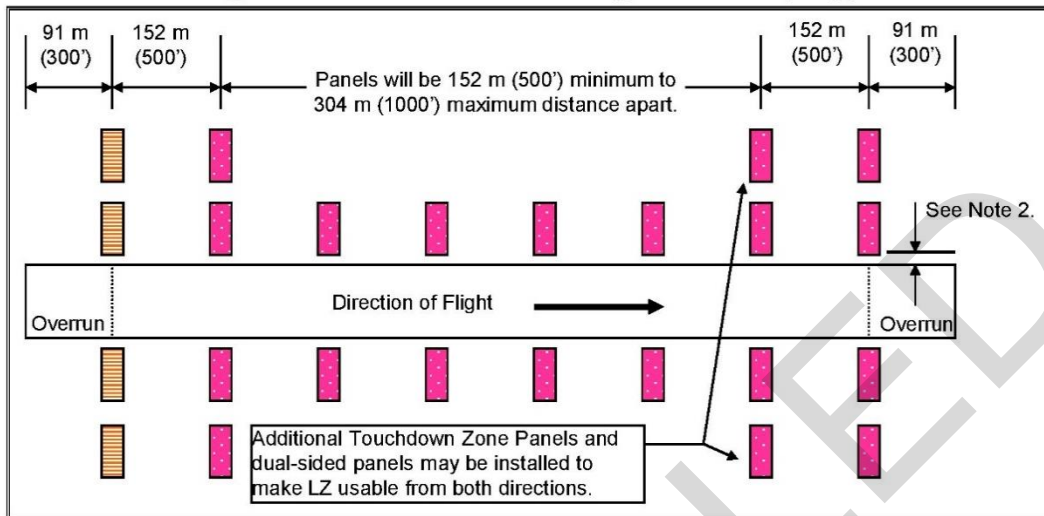 91 m
(300')
152 m
(500')
Panels will be 152 m (500') minimum to
304 m (1000') maximum distance apart.
152 m
(500')
91 m
(300')
See Note 2.
Direction of Flight
Overrun
Overrun
Additional Touchdown Zone Panels and
dual-sided panels may be installed to
make LZ usable from both directions.